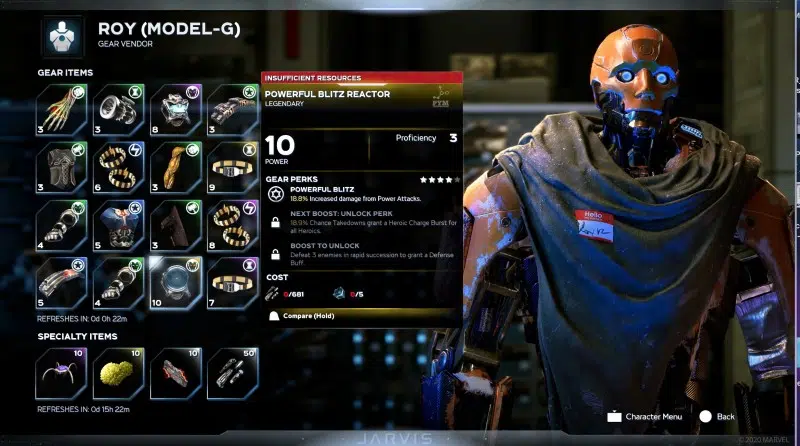 ROY (MODEL-G)
GEAR VENDOR
GEAR ITEMS
3
3
8
3
3
6
3
9
4
5
3
8
5
4
10
7
REFRESHES IN: 0d 0h 22m
SPECIALTY ITEMS
10
10
10
50
REFRESHES IN: 0d 15h 22m
INSUFFICIENT RESOURCES
POWERFUL BLITZ REACTOR
LEGENDARY
PYM
10
POWER
Proficiency 3
GEAR PERKS
POWERFUL BLITZ
18.8% Increased damage from Power Attacks.
NEXT BOOST: UNLOCK PERK
18.9% Chance Takedowns grant a Heroic Charge Burst for
all Heroics.
BOOST TO UNLOCK
Defeat 3 enemies in rapid succession to grant a Defense
Buff.
COST
0/681
0/5
Compare (Hold)
Hello
Character Menu
Back
JARVIS
©2020 MARVEL